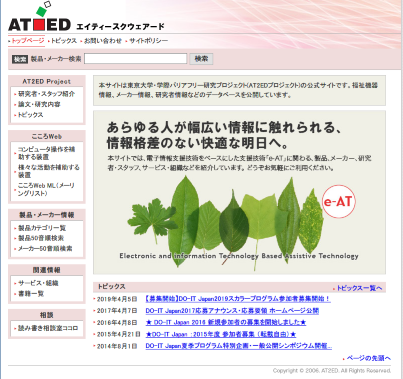 AT2ED エイティースクウェアード
トップページ トピックス お問い合わせ サイトポリシー
検索 製品・メーカー検索 検索
AT2ED Project
研究者・スタッフ紹介
論文・研究内容
トピックス
こころWeb
コンピュータ操作を補
助する装置
様々な活動を補助する
装置
こころWeb ML（メーリ
ングリスト）
製品・メーカー情報
製品カテゴリ一覧
製品50音順検索
メーカー50音順検索
関連情報
サービス・組織
書籍一覧
相談
読み書き相談室ココロ
本サイトは東京大学・学際バリアフリー研究プロジェクト(AT2EDプロジェクト)の公式サイトです。福祉機器
情報、メーカー情報、研究者情報などのデータベースを公開しています。
あらゆる人が幅広い情報に触れられる、
情報格差のない快適な明日へ。
本サイトでは、電子情報支援技術をベースにした支援技術「e-AT」に関わる、製品、メーカー、研究
者・スタッフ、サービス・組織などを紹介しています。どうぞお気軽にご利用ください。
e-AT
Electronic and information Technology Based Assistive Technology
トピックス
トピックス一覧へ
2019年4月5日 【募集開始】DO-IT Japan2019スカラープログラム参加者募集開始！
2017年4月7日 DO-IT Japan2017応募アナウンス・応募要領 ホームページ公開
2016年4月8日 ★ DO-IT Japan 2016 新規参加者の募集を開始しました★
2015年4月21日 ★DO-IT Japan :2015年度 参加者募集 （転載自由）★
2014年8月1日 DO-IT Japan夏季プログラム特別企画・一般公開シンポジウム開催...
ページの先頭へ
Copyright © 2006. AT2ED. All Rights Reserved.